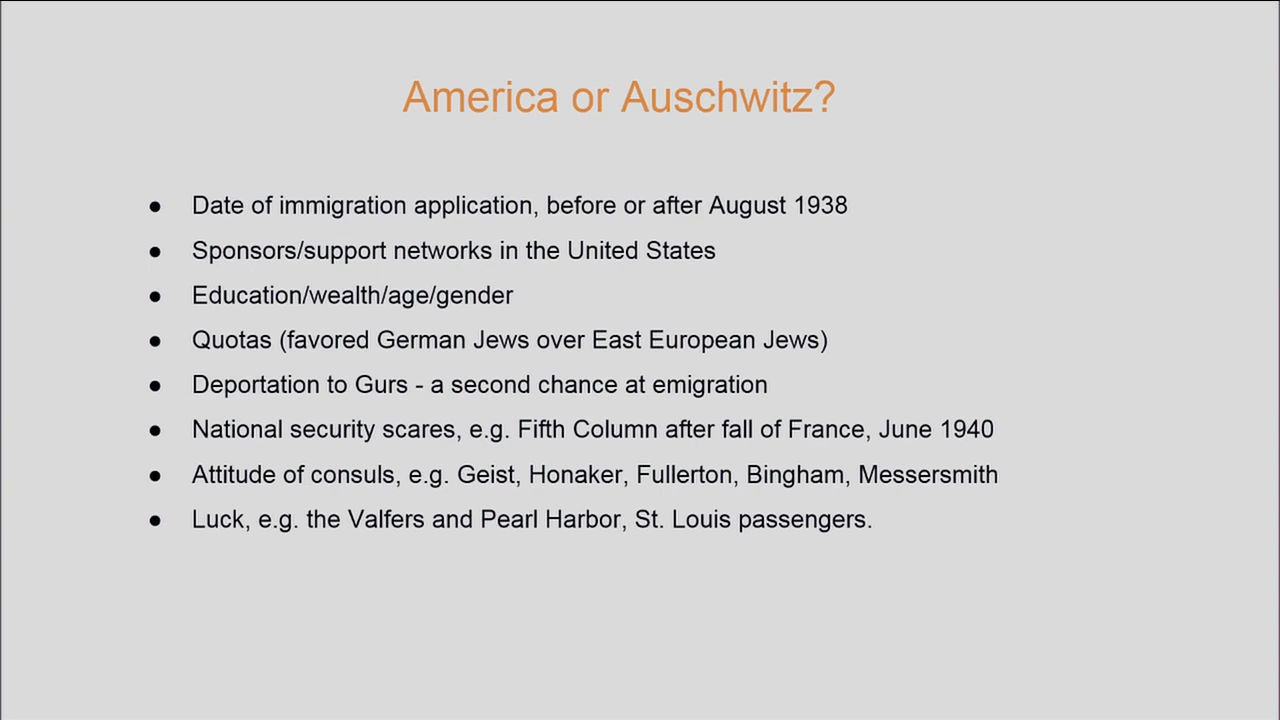 America or Auschwitz?
● Date of immigration application, before or after August 1938
● Sponsors/support networks in the United States
● Education/wealth/age/gender
● Quotas (favored German Jews over East European Jews)
● Deportation to Gurs - a second chance at emigration
● National security scares, e.g. Fifth Column after fall of France, June 1940
● Attitude of consuls, e.g. Geist, Honaker, Fullerton, Bingham, Messersmith
● Luck, e.g. the Valfers and Pearl Harbor, St. Louis passengers.